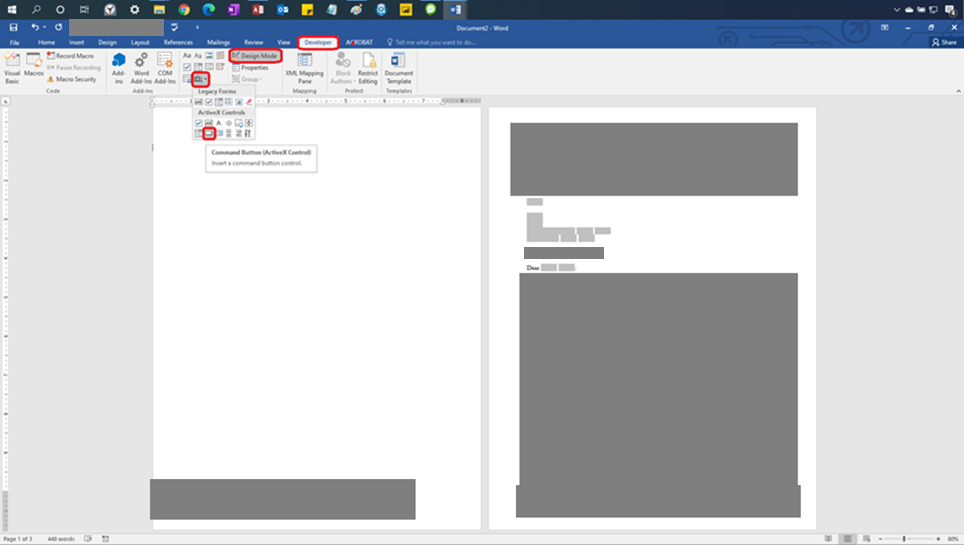 Document2 - Word
File Home Insert Design Layout References Mailings Review View Developer ACROBAT Tell me what you want to do... Share
Visual Basic
Macros
Record Macro
Pause Recording
Macro Security
Code
Add-ins
Word Add-Ins
COM Add-Ins
Add-Ins
Aa Aa
Design Mode
Properties
Group
XML Mapping Pane
Mapping
Block Authors
Restrict Editing
Protect
Document Template
Templates
Legacy Forms
ActiveX Controls
Command Button (ActiveX Control)
Insert a command button control.
Dear
Page 1 of 3 448 words 80%